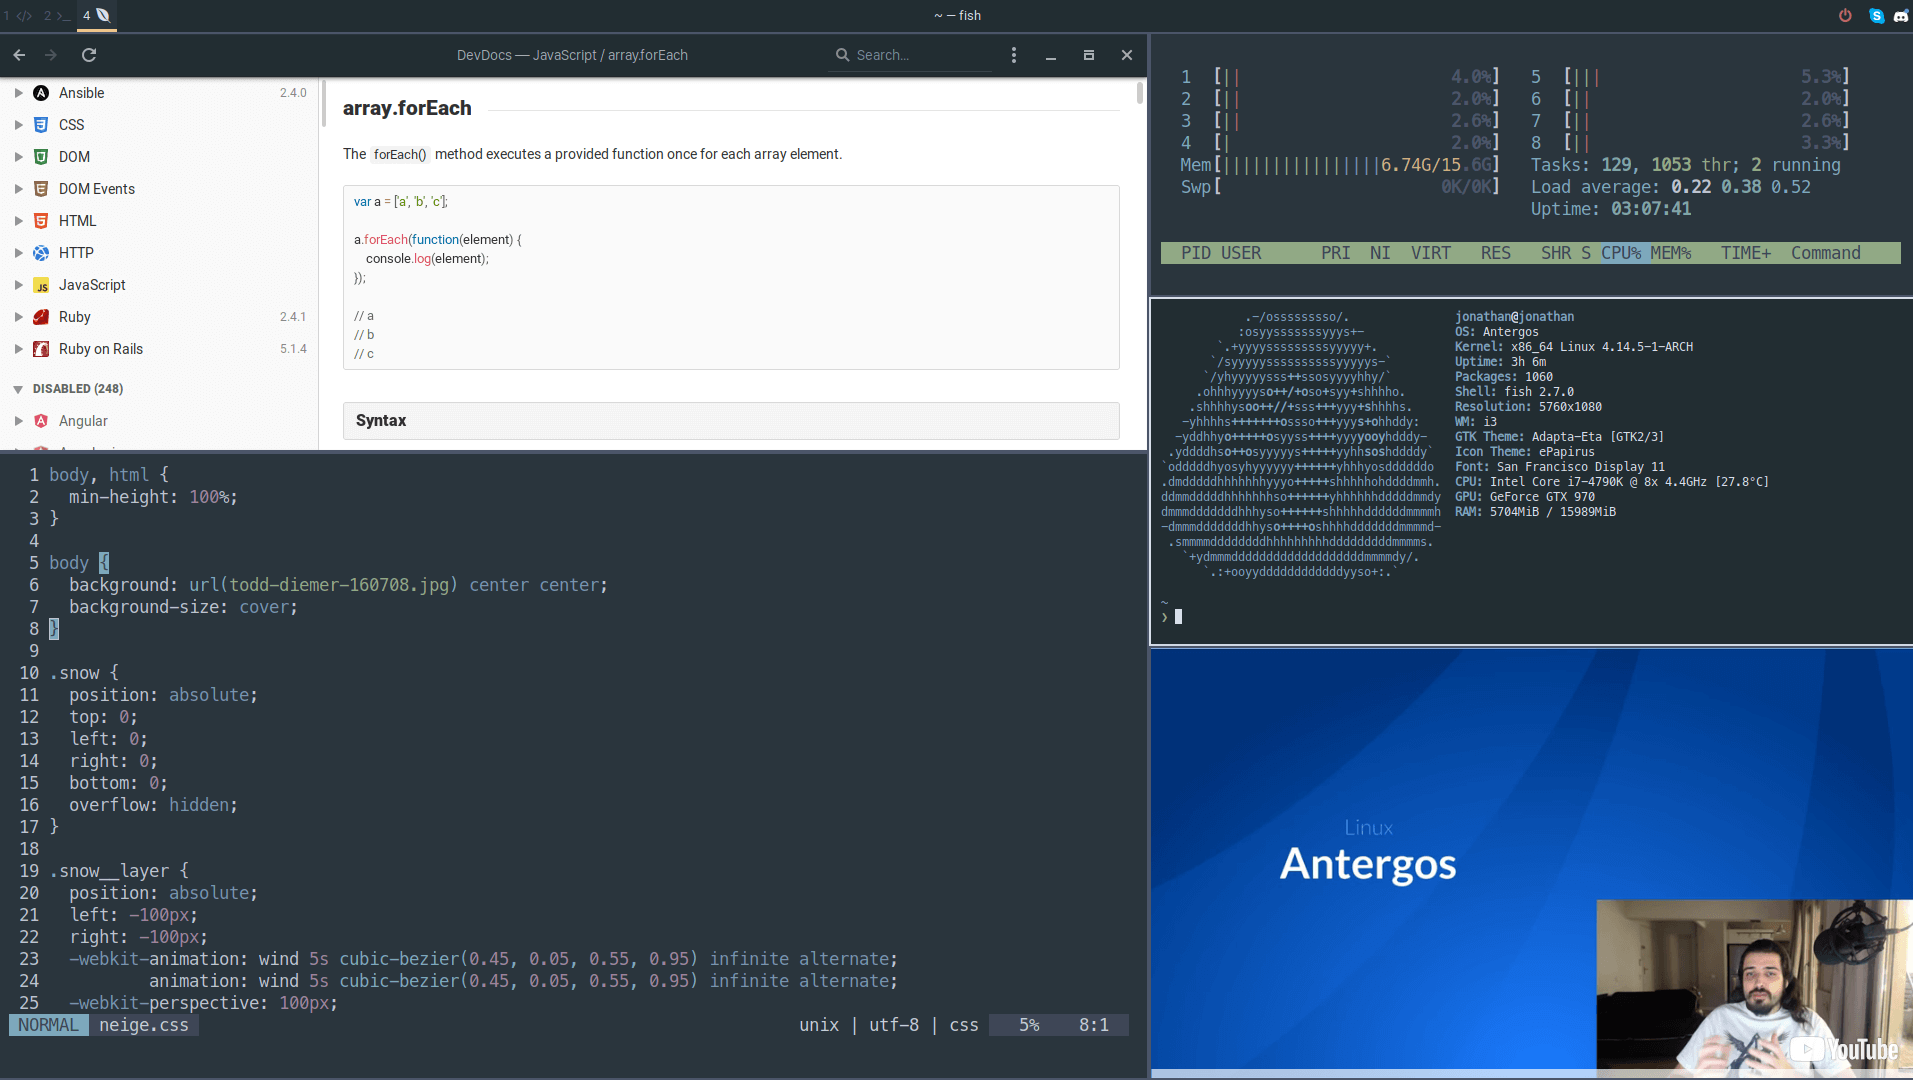 1 </> 2 >_ 4
~ — fish
DevDocs — JavaScript / array.forEach
Search...
Ansible 2.4.0
CSS
DOM
DOM Events
HTML
HTTP
JavaScript
Ruby 2.4.1
Ruby on Rails 5.1.4
DISABLED (248)
Angular
array.forEach
The forEach() method executes a provided function once for each array element.
var a = ['a', 'b', 'c'];
a.forEach(function(element) {
console.log(element);
});
// a
// b
// c
Syntax
1 body, html {
2 min-height: 100%;
3 }
4
5 body {
6 background: url(todd-diemer-160708.jpg) center center;
7 background-size: cover;
8 }
9
10 .snow {
11 position: absolute;
12 top: 0;
13 left: 0;
14 right: 0;
15 bottom: 0;
16 overflow: hidden;
17 }
18
19 .snow__layer {
20 position: absolute;
21 left: -100px;
22 right: -100px;
23 -webkit-animation: wind 5s cubic-bezier(0.45, 0.05, 0.55, 0.95) infinite alternate;
24 animation: wind 5s cubic-bezier(0.45, 0.05, 0.55, 0.95) infinite alternate;
25 -webkit-perspective: 100px;
NORMAL neige.css unix | utf-8 | css 5% 8:1
1 [|| 4.0%] 5 [||| 5.3%]
2 [|| 2.0%] 6 [|| 2.0%]
3 [|| 2.6%] 7 [|| 2.6%]
4 [| 2.0%] 8 [|| 3.3%]
Mem[||||||||||||||||6.74G/15.6G] Tasks: 129, 1053 thr; 2 running
Swp[ 0K/0K] Load average: 0.22 0.38 0.52
Uptime: 03:07:41
PID USER PRI NI VIRT RES SHR S CPU% MEM% TIME+ Command
jonathan@jonathan
OS: Antergos
Kernel: x86_64 Linux 4.14.5-1-ARCH
Uptime: 3h 6m
Packages: 1060
Shell: fish 2.7.0
Resolution: 5760x1080
WM: i3
GTK Theme: Adapta-Eta [GTK2/3]
Icon Theme: ePapirus
Font: San Francisco Display 11
CPU: Intel Core i7-4790K @ 8x 4.4GHz [27.8°C]
GPU: GeForce GTX 970
RAM: 5704MiB / 15989MiB
~
❯
Linux
Antergos
YouTube